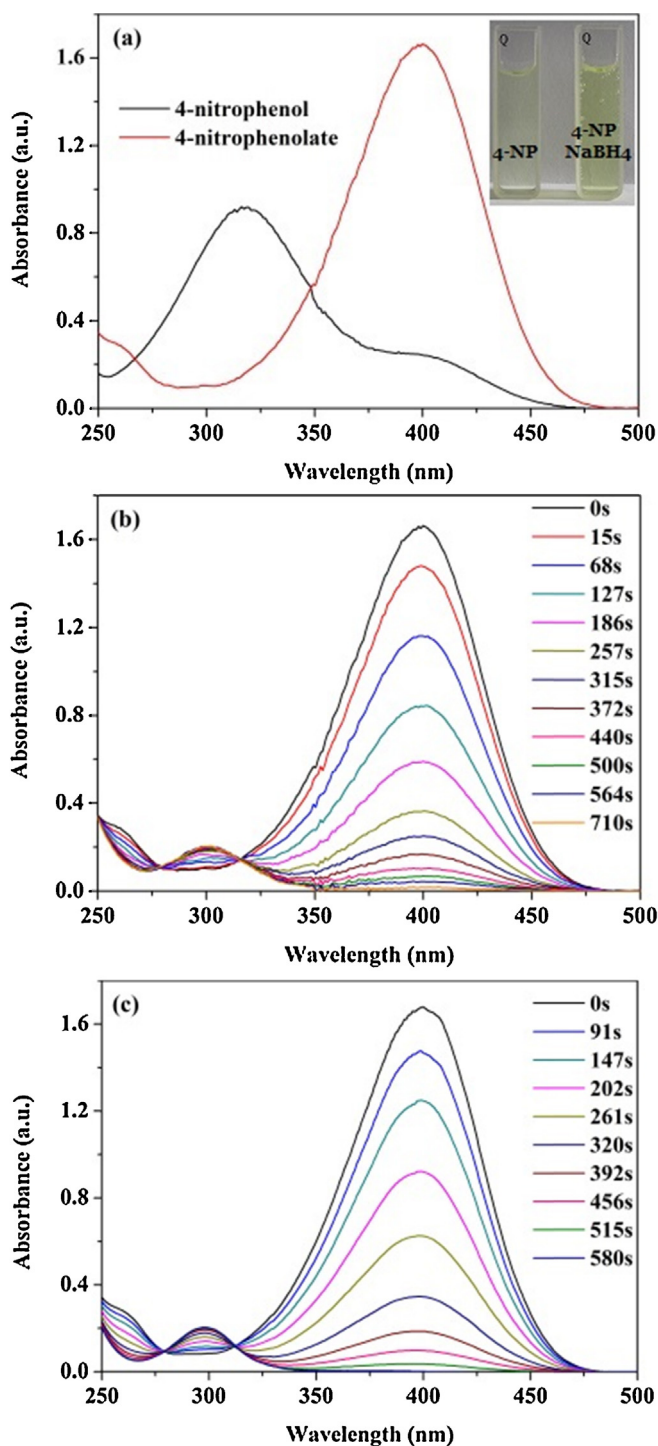 (a)
1.6
1.2
0.8
0.4
0.0
Absorbance (a.u.)
4-nitrophenol
4-nitrophenolate
Q
Q
4-NP
4-NP
NaBH4
250
300
350
400
450
500
Wavelength (nm)
(b)
1.6
1.2
0.8
0.4
0.0
Absorbance (a.u.)
0s
15s
68s
127s
186s
257s
315s
372s
440s
500s
564s
710s
250
300
350
400
450
500
Wavelength (nm)
(c)
1.6
1.2
0.8
0.4
0.0
Absorbance (a.u.)
0s
91s
147s
202s
261s
320s
392s
456s
515s
580s
250
300
350
400
450
500
Wavelength (nm)